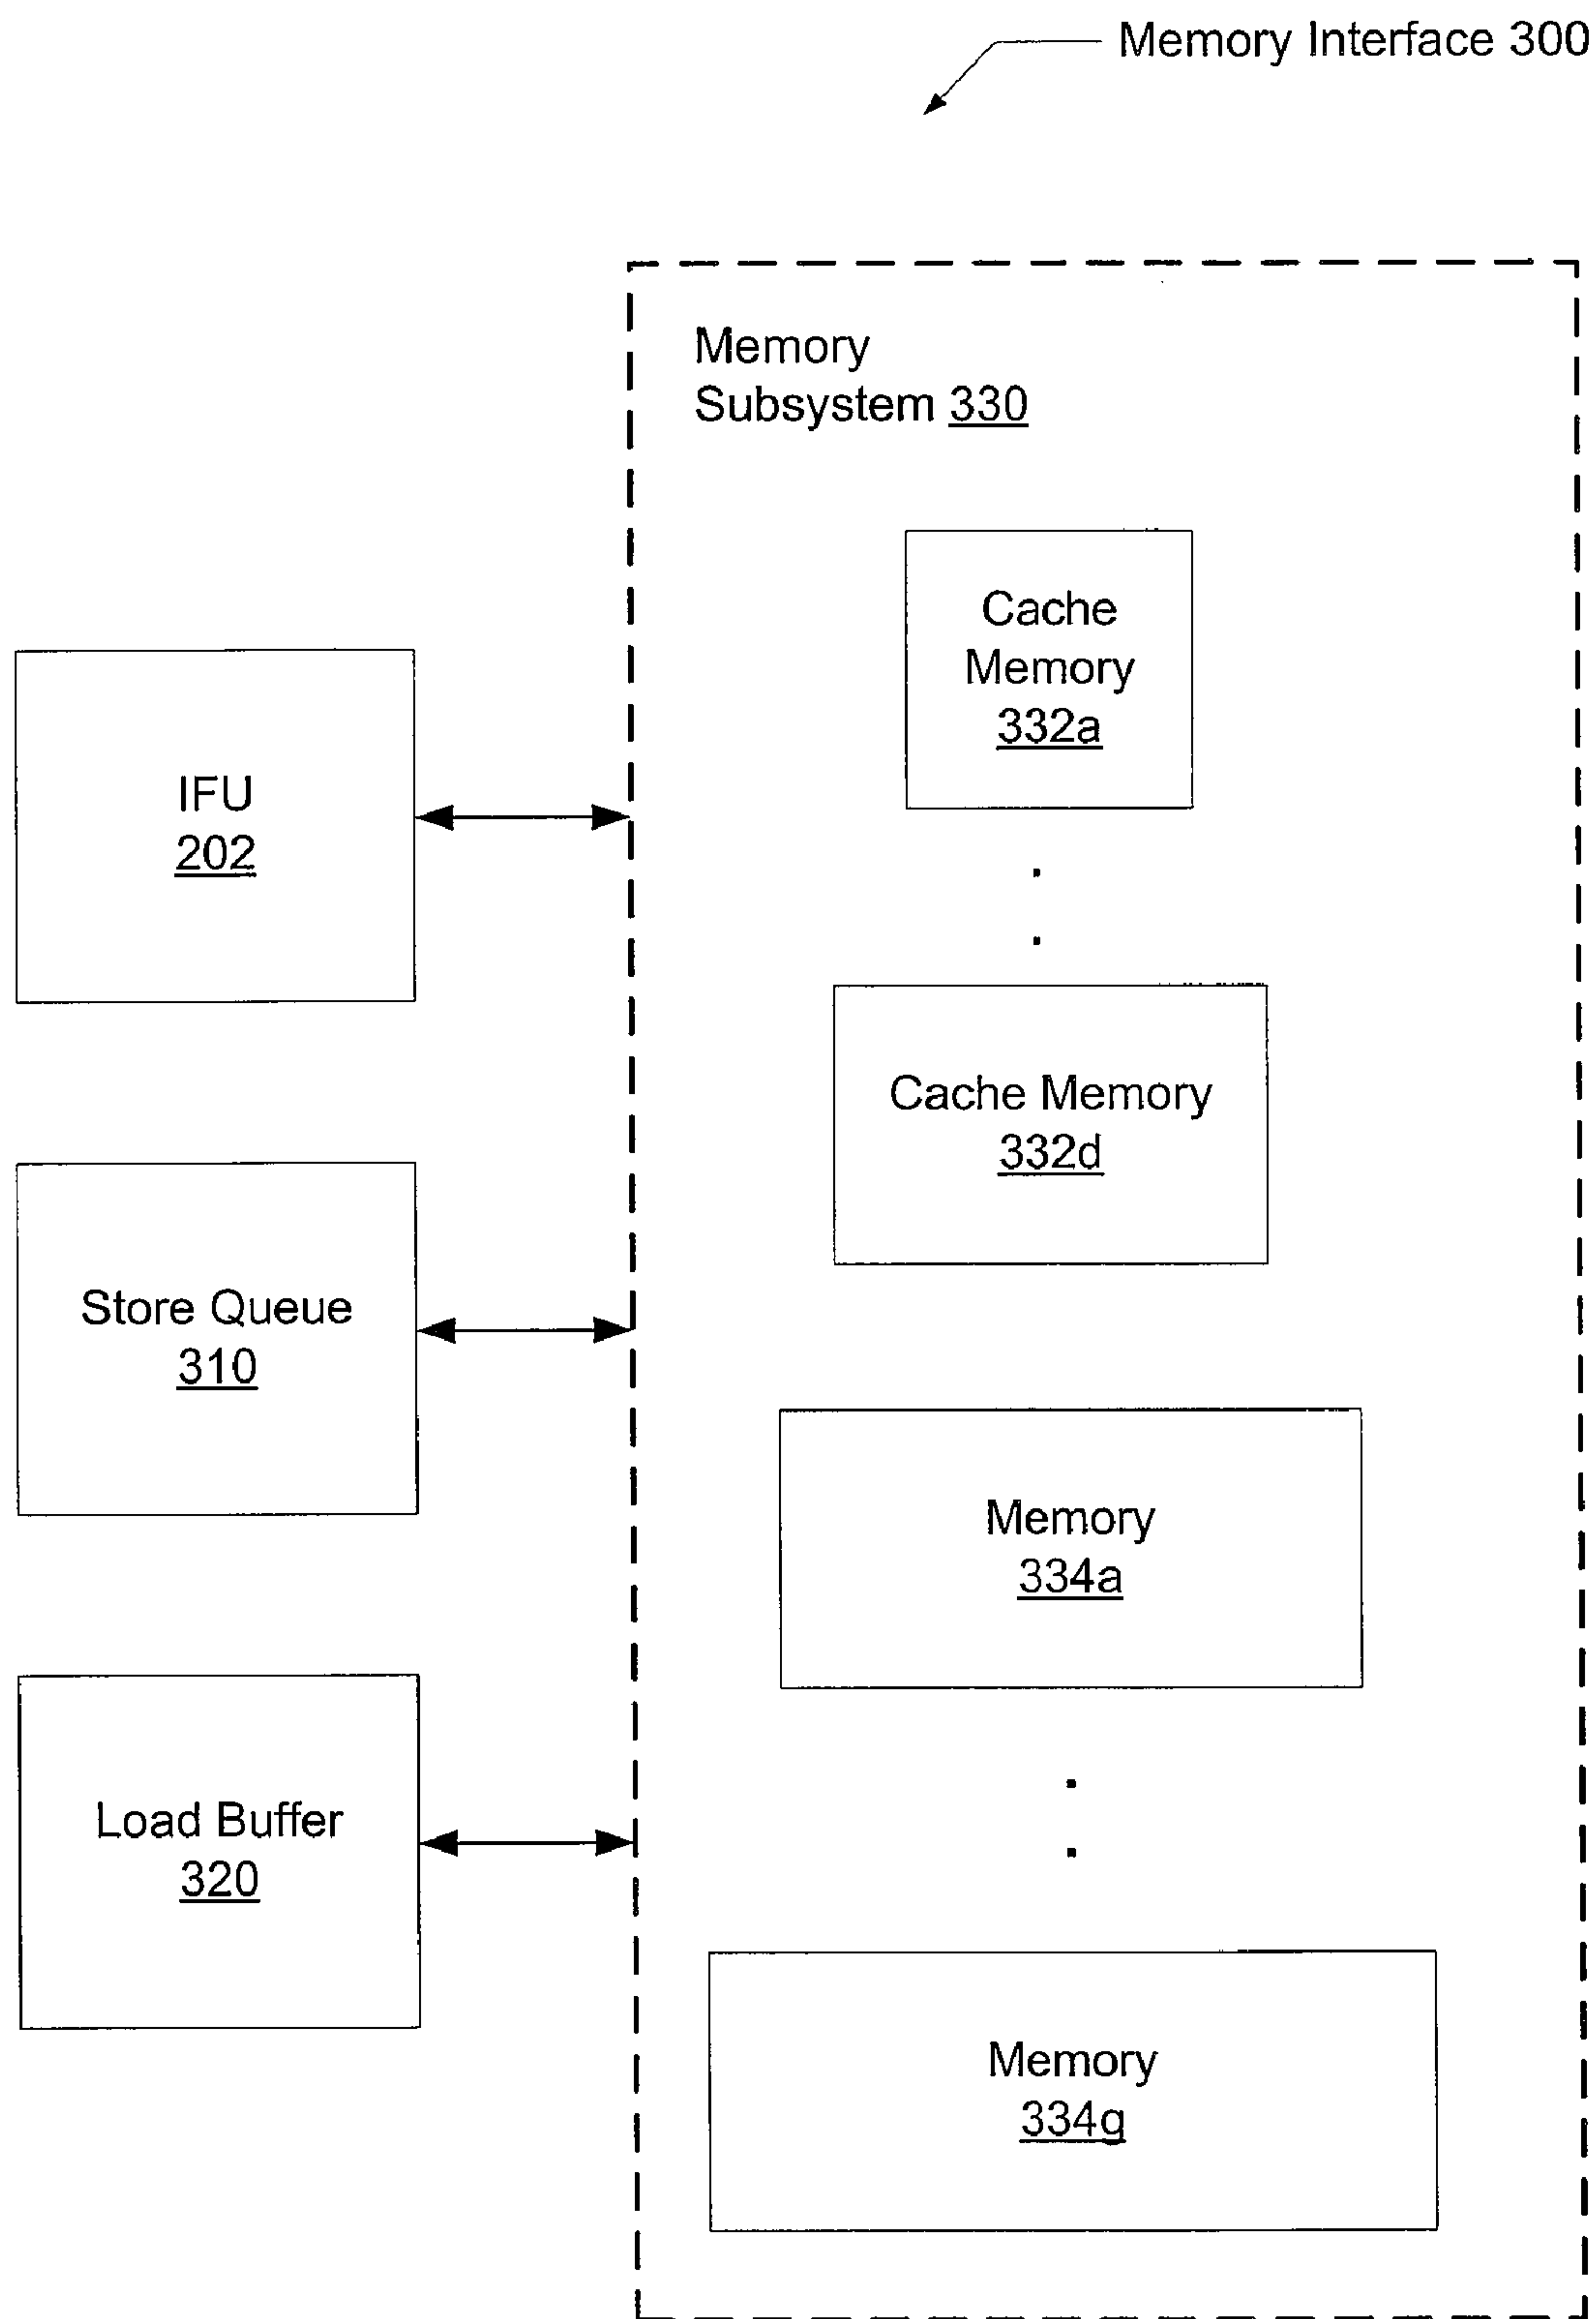 Memory Interface 300
Memory
Subsystem 330
Cache
Memory
332a
IFU
202
Cache Memory
332d
Store Queue
310
Memory
334a
Load Buffer
320
Memory
334g